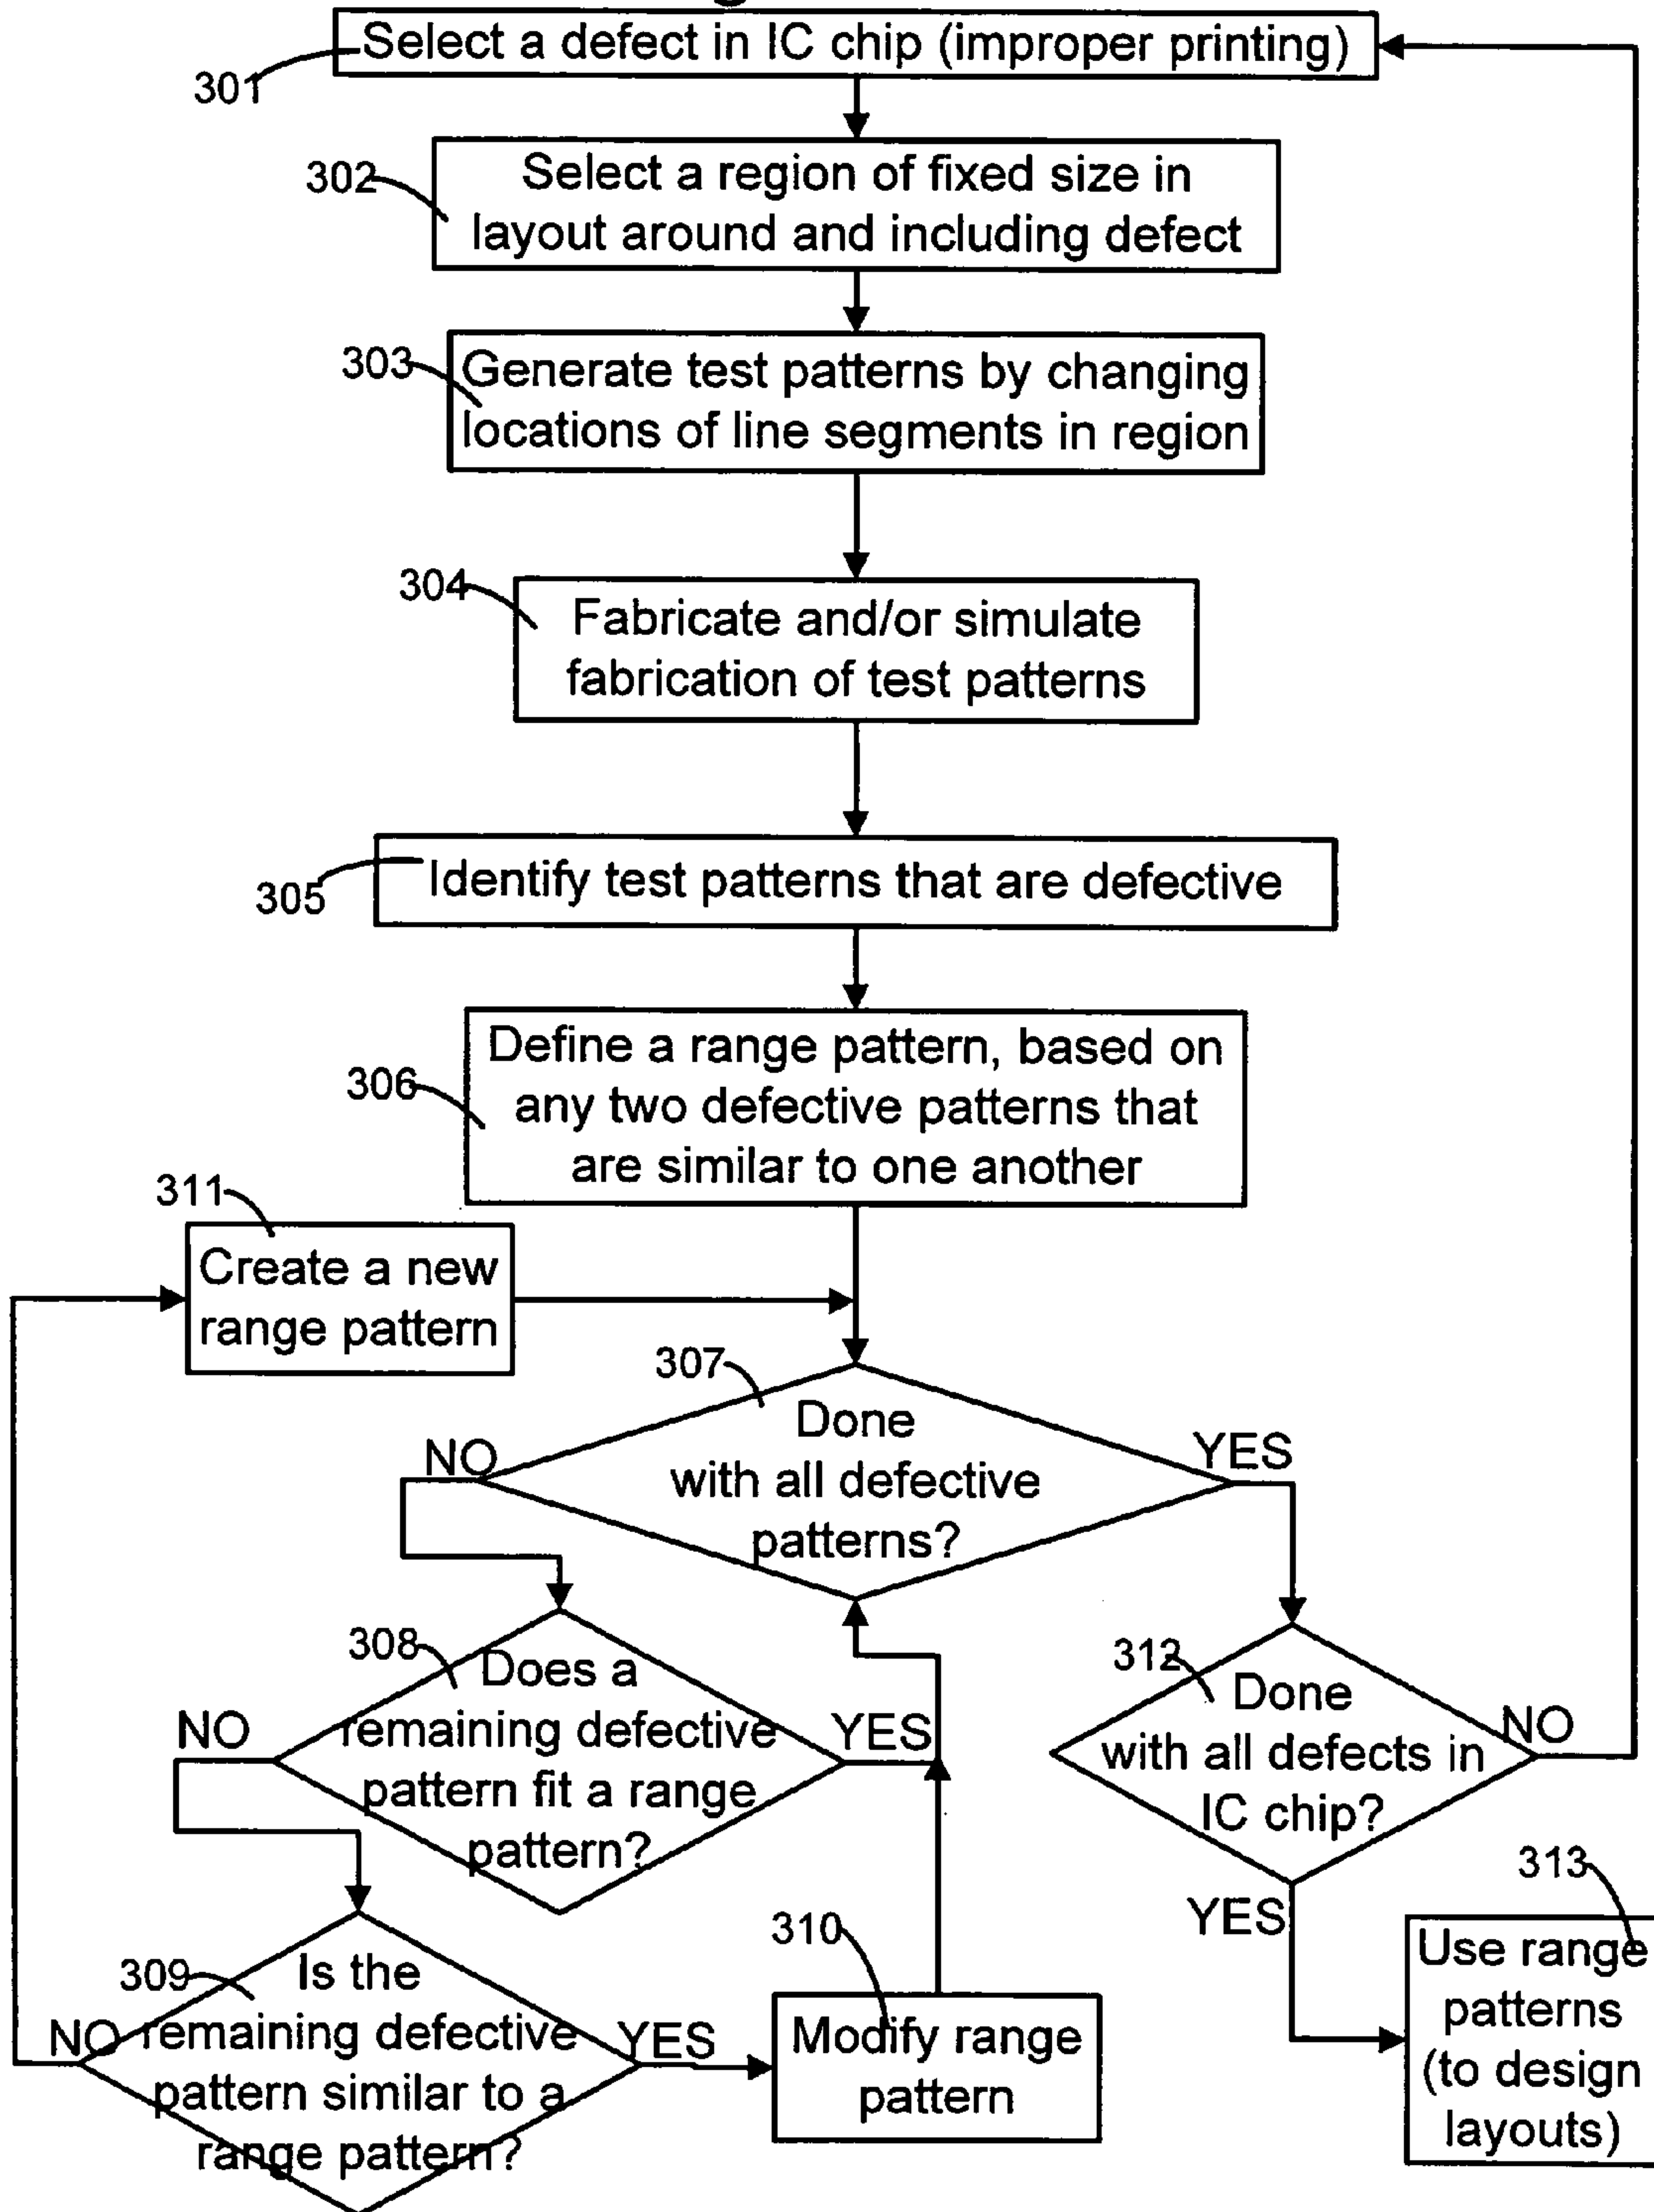 Select a defect in IC chip (improper printing)
301
302
Select a region of fixed size in
layout around and including defect
303
Generate test patterns by changing
locations of line segments in region
304
Fabricate and/or simulate
fabrication of test patterns
305
Identify test patterns that are defective
306
Define a range pattern, based on
any two defective patterns that
are similar to one another
311
Create a new
range pattern
307
Done
with all defective
patterns?
NO
YES
308
Does a
remaining defective
pattern fit a range
pattern?
NO
YES
312
Done
with all defects in
IC chip?
NO
YES
309
Is the
remaining defective
pattern similar to a
range pattern?
NO
YES
310
Modify range
pattern
313
Use range
patterns
(to design
layouts)